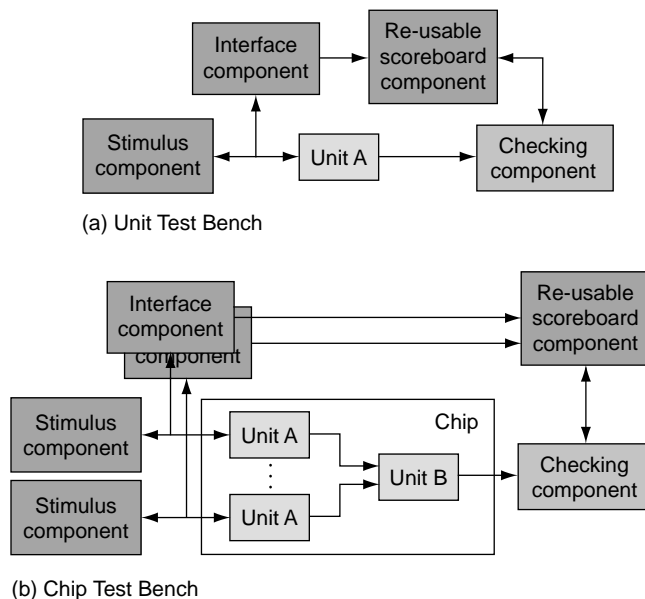 Interface
component
Re-usable
scoreboard
component
Stimulus
component
Unit A
Checking
component
(a) Unit Test Bench
Interface
component
component
Re-usable
scoreboard
component
Stimulus
component
Unit A
Chip
Unit B
Checking
component
Stimulus
component
Unit A
(b) Chip Test Bench